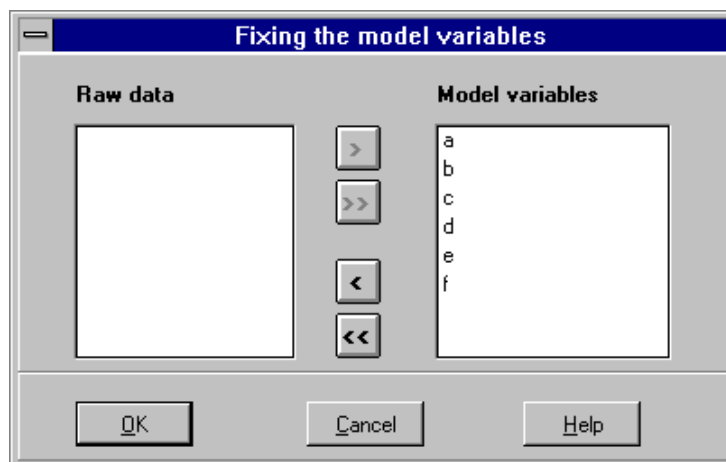 Fixing the model variables
Raw data
Model variables
>
>>
<
<<
a
b
c
d
e
f
OK
Cancel
Help